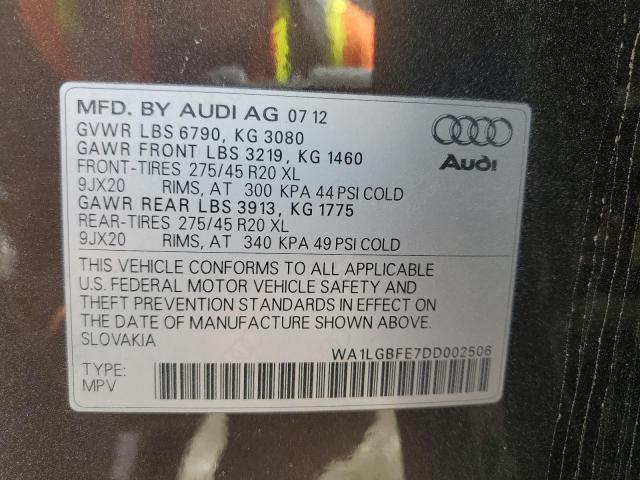 MFD. BY AUDI AG 07 12
GVWR LBS 6790, KG 3080
GAWR FRONT LBS 3219, KG 1460
FRONT-TIRES 275/45 R20 XL
9JX20 RIMS, AT 300 KPA 44 PSI COLD
GAWR REAR LBS 3913, KG 1775
REAR-TIRES 275/45 R20 XL
9JX20 RIMS, AT 340 KPA 49 PSI COLD
Audi
THIS VEHICLE CONFORMS TO ALL APPLICABLE
U.S. FEDERAL MOTOR VEHICLE SAFETY AND
THEFT PREVENTION STANDARDS IN EFFECT ON
THE DATE OF MANUFACTURE SHOWN ABOVE.
SLOVAKIA
WA1LGBFE7DD002506
TYPE:
MPV